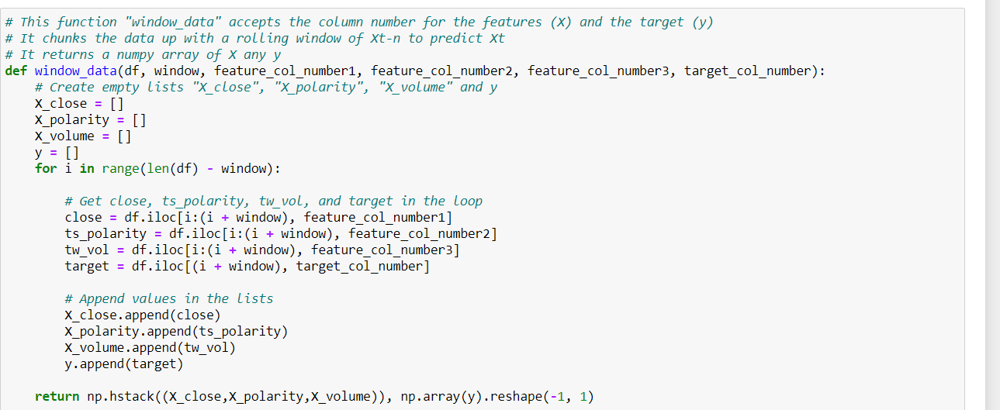 # This function "window_data" accepts the column number for the features (X) and the target (y)
# It chunks the data up with a rolling window of Xt-n to predict Xt
# It returns a numpy array of X any y
def window_data(df, window, feature_col_number1, feature_col_number2, feature_col_number3, target_col_number):
    # Create empty lists "X_close", "X_polarity", "X_volume" and y
    X_close = []
    X_polarity = []
    X_volume = []
    y = []
    for i in range(len(df) - window):
        # Get close, ts_polarity, tw_vol, and target in the loop
        close = df.iloc[i:(i + window), feature_col_number1]
        ts_polarity = df.iloc[i:(i + window), feature_col_number2]
        tw_vol = df.iloc[i:(i + window), feature_col_number3]
        target = df.iloc[(i + window), target_col_number]
        # Append values in the lists
        X_close.append(close)
        X_polarity.append(ts_polarity)
        X_volume.append(tw_vol)
        y.append(target)
    return np.hstack((X_close,X_polarity,X_volume)), np.array(y).reshape(-1, 1)